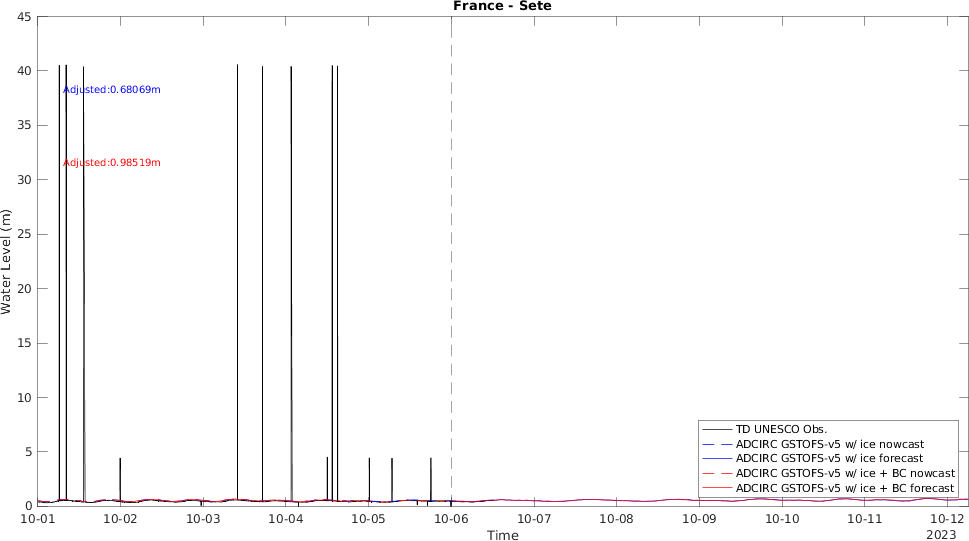 France - Sete
45
40
35
30
25
20
15
10
5
0
Water Level (m)
Adjusted:0.68069m
Adjusted:0.98519m
TD UNESCO Obs.
ADCIRC GSTOFS-v5 w/ ice nowcast
ADCIRC GSTOFS-v5 w/ ice forecast
ADCIRC GSTOFS-v5 w/ ice + BC nowcast
ADCIRC GSTOFS-v5 w/ ice + BC forecast
10-01 10-02 10-03 10-04 10-05 10-06 10-07 10-08 10-09 10-10 10-11 10-12
Time
2023